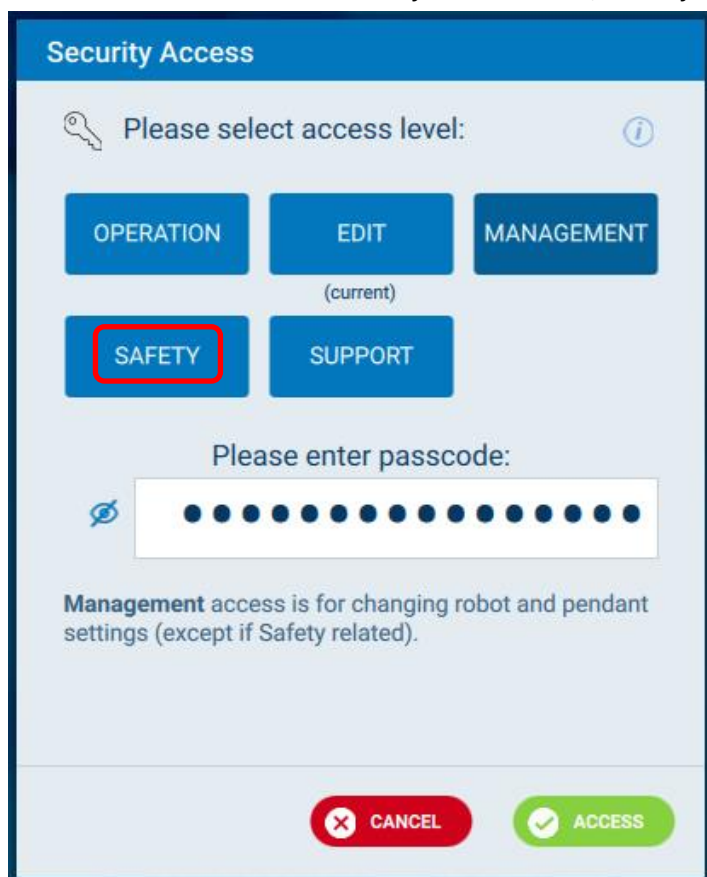 Security Access
Please select access level:
OPERATION EDIT MANAGEMENT
(current)
SAFETY SUPPORT
Please enter passcode:
Management access is for changing robot and pendant
settings (except if Safety related).
CANCEL ACCESS